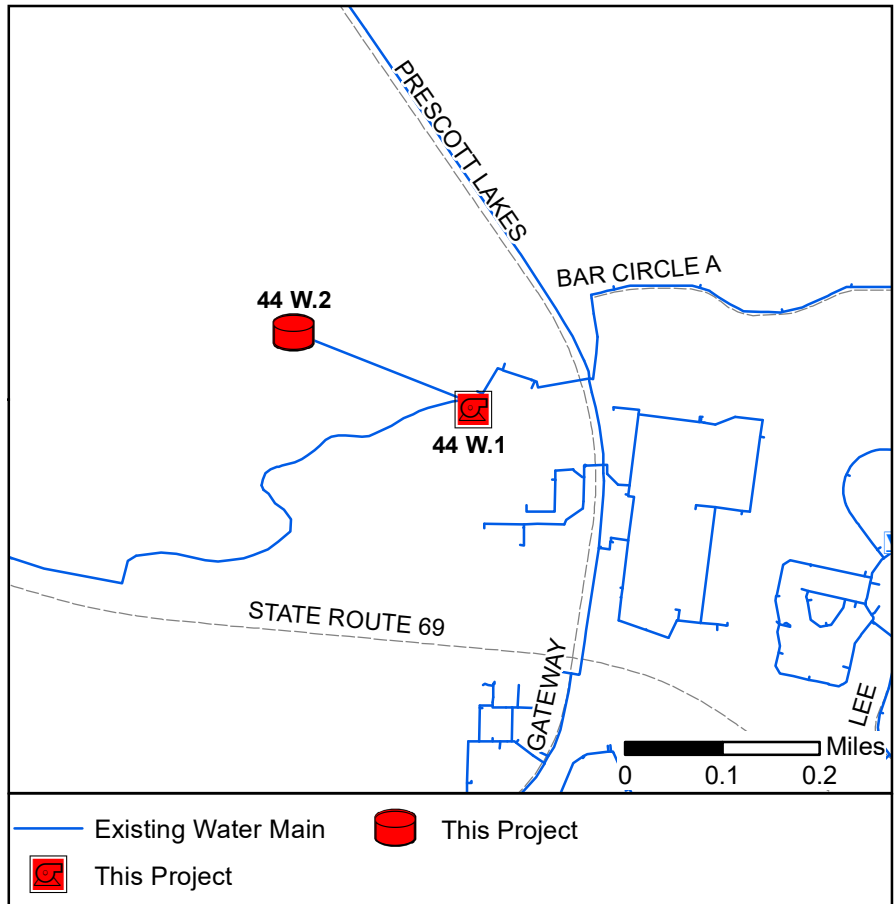 PRESCOTT LAKES
BAR CIRCLE A
44 W.2
44 W.1
STATE ROUTE 69
GATEWAY
LEE
Miles
0 0.1 0.2
Existing Water Main
This Project
This Project